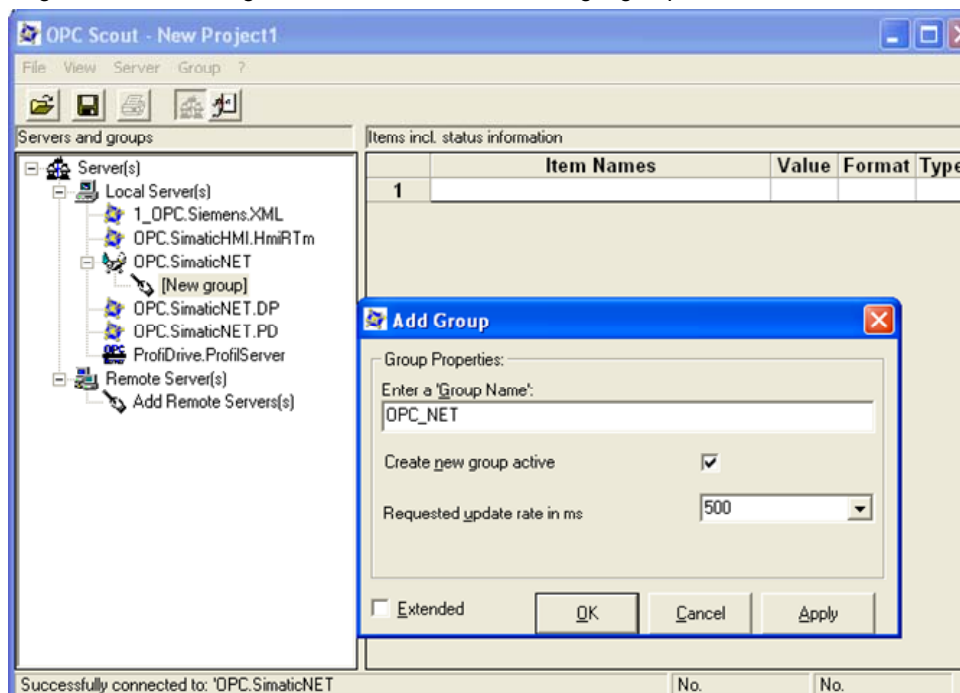 OPC Scout - New Project1
File View Server Group ?
Servers and groups
Items incl. status information
Item Names Value Format Type
1
Server(s)
Local Server(s)
1_OPC.Siemens.XML
OPC.SimaticHMI.HmiRTm
OPC.SimaticNET
[New group]
OPC.SimaticNET.DP
OPC.SimaticNET.PD
OPC ProfiDrive.ProfilServer
Remote Server(s)
Add Remote Servers(s)
Add Group
Group Properties:
Enter a 'Group Name':
OPC_NET
Create new group active
Requested update rate in ms 500
Extended OK Cancel Apply
Successfully connected to: 'OPC.SimaticNET No. No.